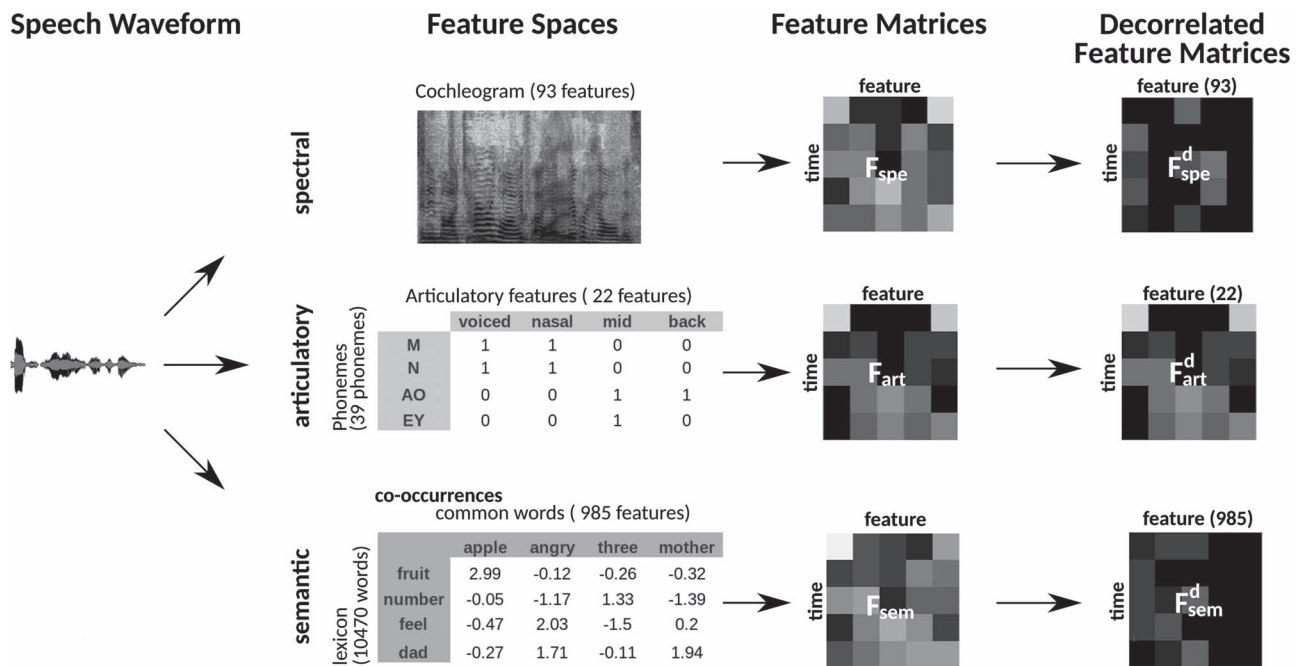 Speech Waveform
Feature Spaces
Feature Matrices
Decorrelated
Feature Matrices
spectral
Cochleogram (93 features)
feature
time
Fspe
feature (93)
time
F^d_spe
articulatory
Articulatory features ( 22 features)
Phonemes
(39 phonemes)
voiced nasal mid back
M 1 1 0 0
N 1 1 0 0
AO 0 0 1 1
EY 0 0 1 0
feature
time
Fart
feature (22)
time
F^d_art
semantic
co-occurrences
common words ( 985 features)
lexicon
(10470 words)
apple angry three mother
fruit 2.99 -0.12 -0.26 -0.32
number -0.05 -1.17 1.33 -1.39
feel -0.47 2.03 -1.5 0.2
dad -0.27 1.71 -0.11 1.94
feature
time
Fsem
feature (985)
time
F^d_sem